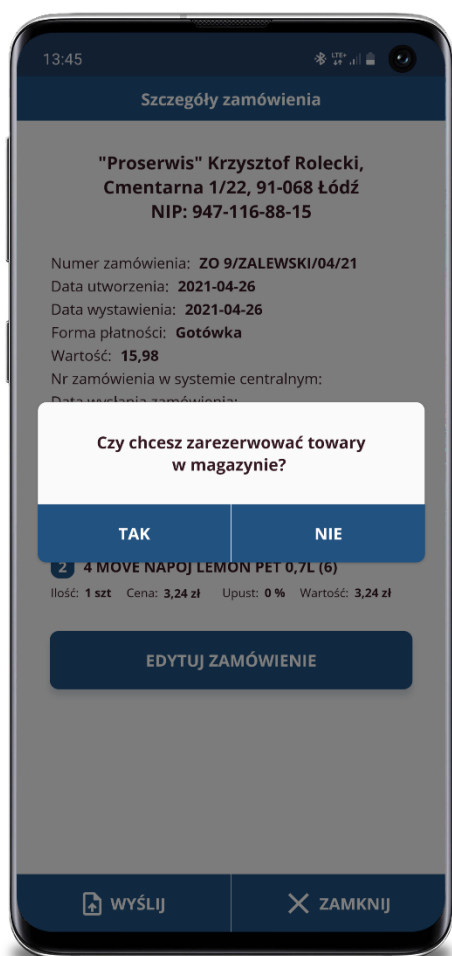 13:45
LTE+
Szczegóły zamówienia
"Proserwis" Krzysztof Rolecki,
Cmentarna 1/22, 91-068 Łódź
NIP: 947-116-88-15
Numer zamówienia: ZO 9/ZALEWSKI/04/21
Data utworzenia: 2021-04-26
Data wystawienia: 2021-04-26
Forma płatności: Gotówka
Wartość: 15,98
Nr zamówienia w systemie centralnym:
Data wysłania zamówienia:
Czy chcesz zarezerwować towary
w magazynie?
TAK NIE
2 4 MOVE NAPOJ LEMON PET 0,7L (6)
Ilość: 1 szt Cena: 3,24 zł Upust: 0 % Wartość: 3,24 zł
EDYTUJ ZAMÓWIENIE
WYŚLIJ ZAMKNIJ